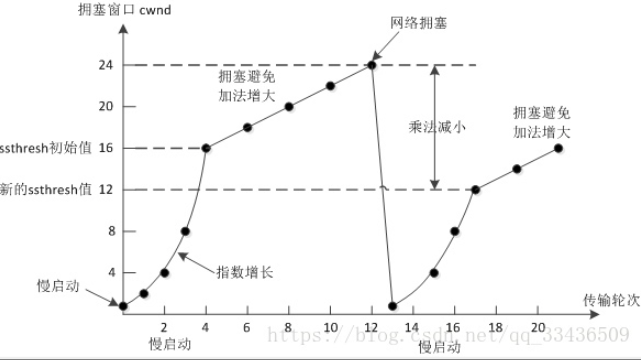 拥塞窗口 cwnd
网络拥塞
24
拥塞避免
加法增大
20
拥塞避免
加法增大
乘法减小
ssthresh初始值
16
新的ssthresh值
12
8
4
指数增长
慢启动
传输轮次
2 4 6 8 10 12 14 16 18 20
慢启动
慢启动
https://blog.csdn.net/qq_33436509